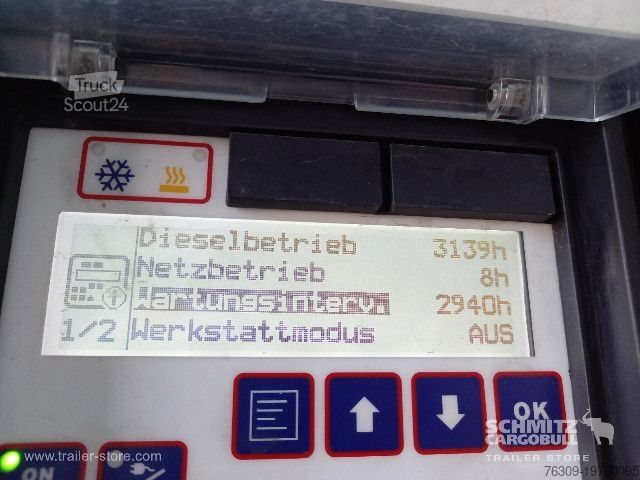 Truck
Scout24
Dieselbetrieb 3139h
Netzbetrieb 8h
Wartungsinterv. 2940h
1/2 Werkstattmodus AUS
OK
SCHMITZ
CARGOBULL
TRAILER STORE
ON
www.trailer-store.com